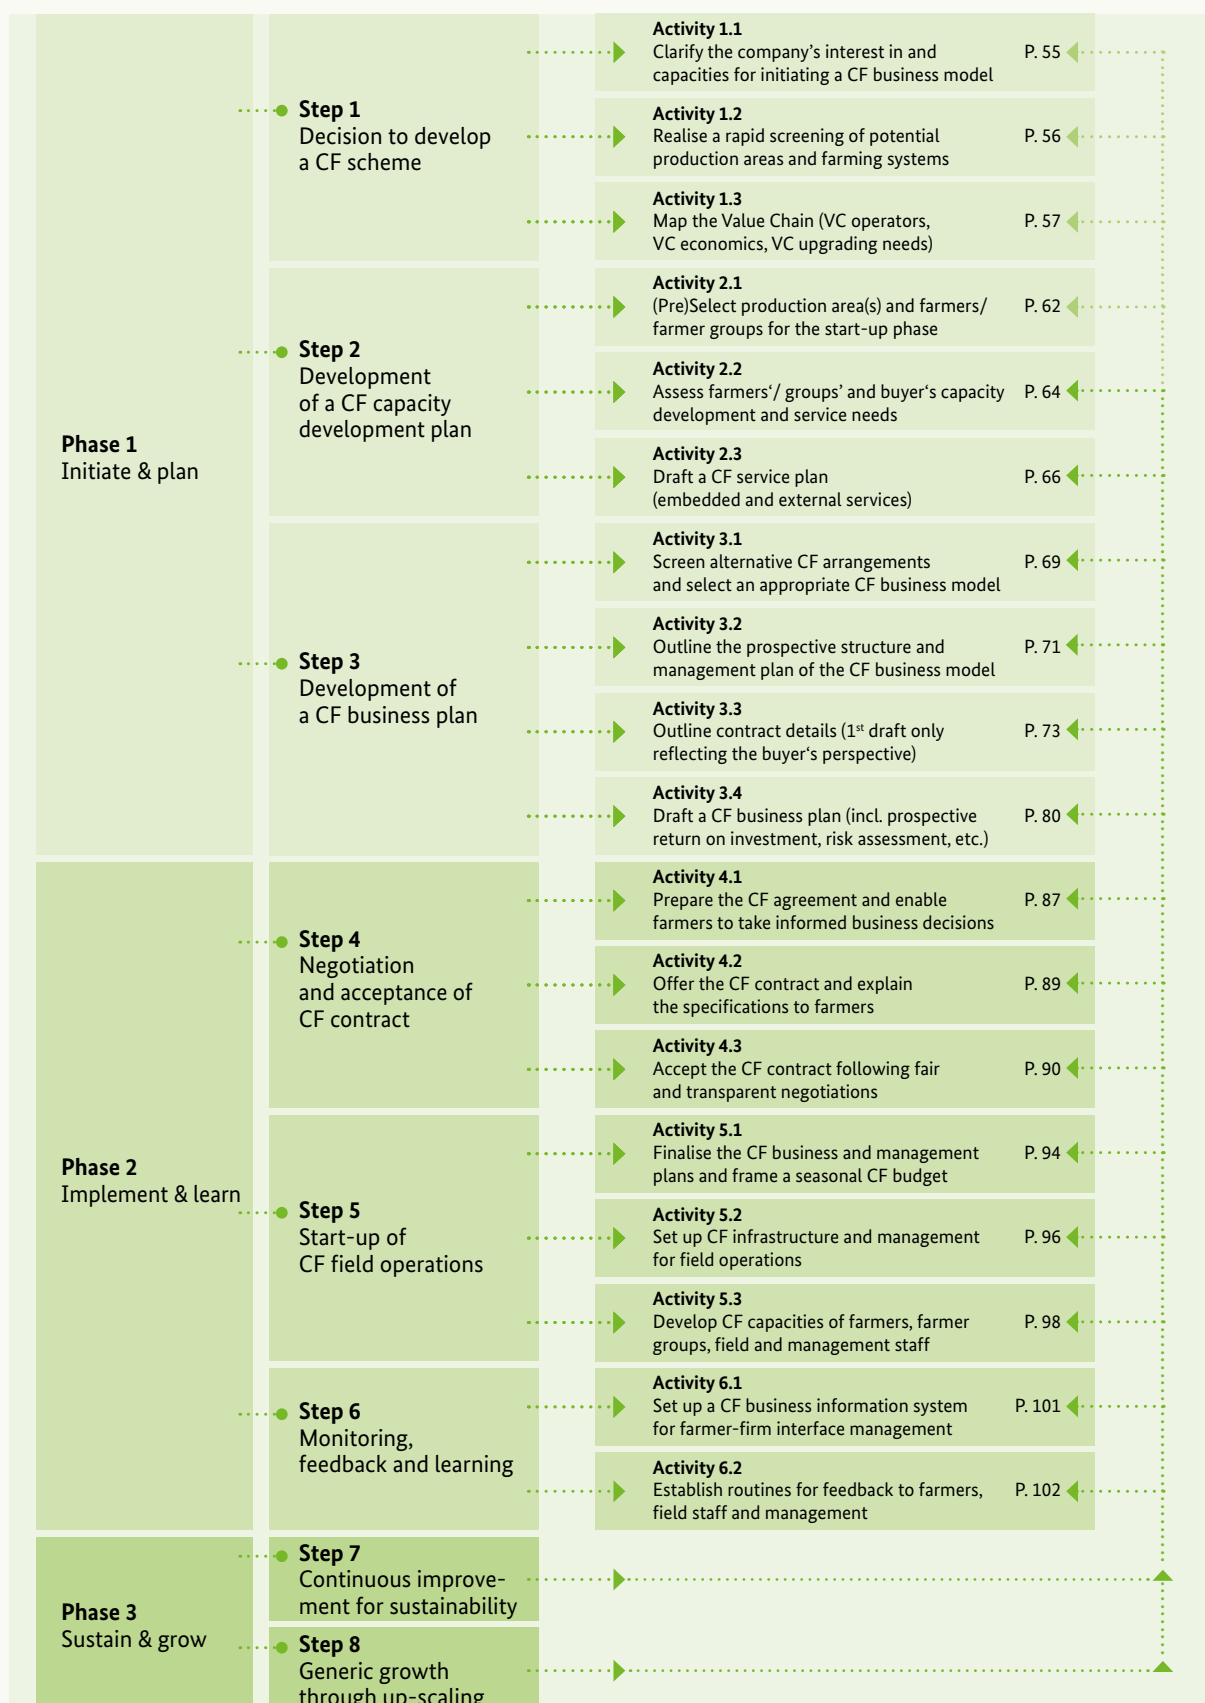 Phase 1
Initiate & plan
Step 1
Decision to develop
a CF scheme
Activity 1.1
Clarify the company’s interest in and
capacities for initiating a CF business model
P. 55
Activity 1.2
Realise a rapid screening of potential
production areas and farming systems
P. 56
Activity 1.3
Map the Value Chain (VC operators,
VC economics, VC upgrading needs)
P. 57
Step 2
Development
of a CF capacity
development plan
Activity 2.1
(Pre)Select production area(s) and farmers/
farmer groups for the start-up phase
P. 62
Activity 2.2
Assess farmers‘/ groups’ and buyer‘s capacity
development and service needs
P. 64
Activity 2.3
Draft a CF service plan
(embedded and external services)
P. 66
Step 3
Development of
a CF business plan
Activity 3.1
Screen alternative CF arrangements
and select an appropriate CF business model
P. 69
Activity 3.2
Outline the prospective structure and
management plan of the CF business model
P. 71
Activity 3.3
Outline contract details (1st draft only
reflecting the buyer‘s perspective)
P. 73
Activity 3.4
Draft a CF business plan (incl. prospective
return on investment, risk assessment, etc.)
P. 80
Phase 2
Implement & learn
Step 4
Negotiation
and acceptance of
CF contract
Activity 4.1
Prepare the CF agreement and enable
farmers to take informed business decisions
P. 87
Activity 4.2
Offer the CF contract and explain
the specifications to farmers
P. 89
Activity 4.3
Accept the CF contract following fair
and transparent negotiations
P. 90
Step 5
Start-up of
CF field operations
Activity 5.1
Finalise the CF business and management
plans and frame a seasonal CF budget
P. 94
Activity 5.2
Set up CF infrastructure and management
for field operations
P. 96
Activity 5.3
Develop CF capacities of farmers, farmer
groups, field and management staff
P. 98
Step 6
Monitoring,
feedback and learning
Activity 6.1
Set up a CF business information system
for farmer-firm interface management
P. 101
Activity 6.2
Establish routines for feedback to farmers,
field staff and management
P. 102
Phase 3
Sustain & grow
Step 7
Continuous improve-
ment for sustainability
Step 8
Generic growth
through up-scaling